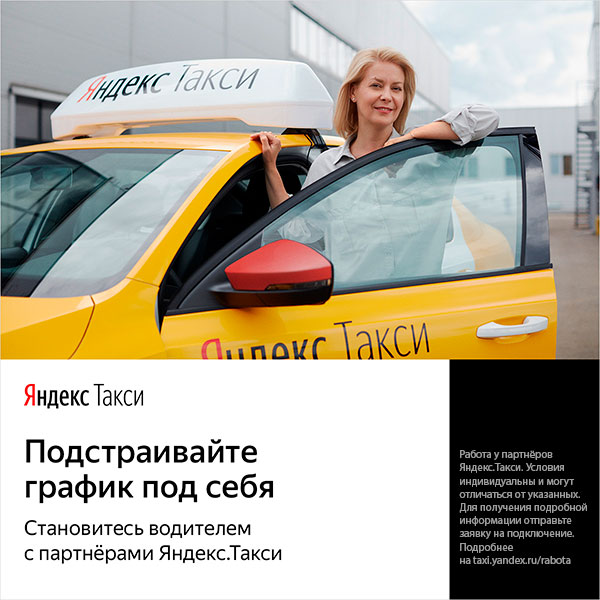 Яндекс Такси
Яндекс Такси
Яндекс Такси
Подстраивайте
график под себя
Становитесь водителем
с партнёрами Яндекс.Такси
Работа у партнёров
Яндекс.Такси. Условия
индивидуальны и могут
отличаться от указанных.
Для получения подробной
информации отправьте
заявку на подключение.
Подробнее
на taxi.yandex.ru/rabota